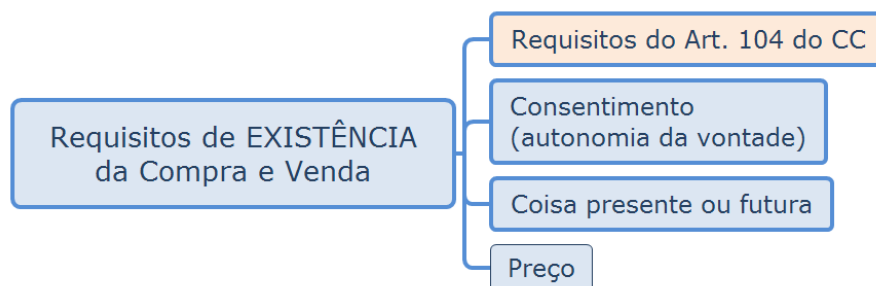 Requisitos de EXISTÊNCIA
da Compra e Venda
Requisitos do Art. 104 do CC
Consentimento
(autonomia da vontade)
Coisa presente ou futura
Preço